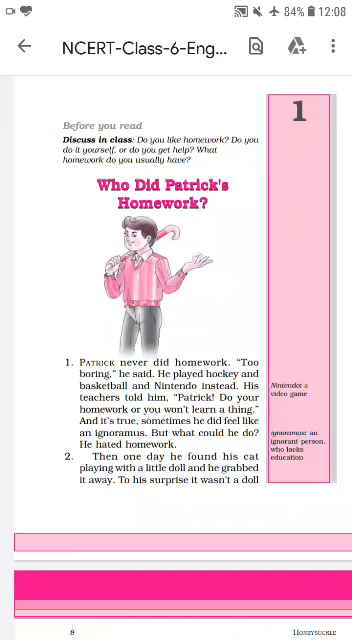 84% 12:08
NCERT-Class-6-Eng...
1
Before you read
Discuss in class: Do you like homework? Do you
do it yourself, or do you get help? What
homework do you usually have?
Who Did Patrick's
Homework?
1. PATRICK never did homework. “Too
boring,” he said. He played hockey and
basketball and Nintendo instead. His
teachers told him, “Patrick! Do your
homework or you won't learn a thing.”
And it's true, sometimes he did feel like
an ignoramus. But what could he do?
He hated homework.
2. Then one day he found his cat
playing with a little doll and he grabbed
it away. To his surprise it wasn't a doll
Nintendo: a
video game
ignoramus: an
ignorant person,
who lacks
education
8
HONEYSUCKLE